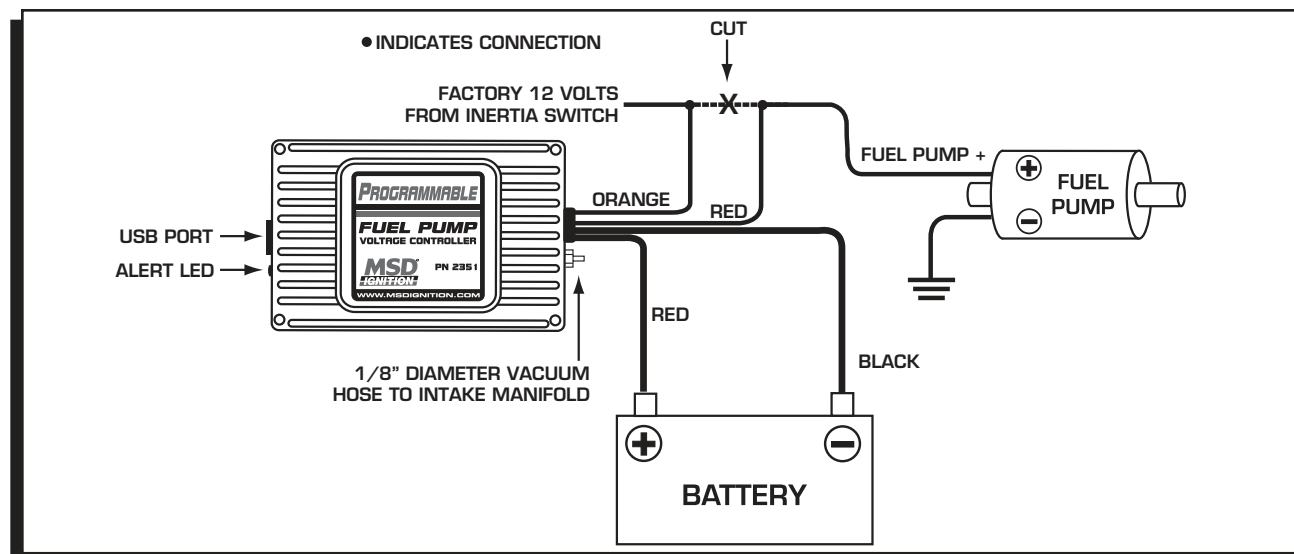 CUT
● INDICATES CONNECTION
FACTORY 12 VOLTS
FROM INERTIA SWITCH
X
FUEL PUMP +
+
FUEL
PUMP
−
ORANGE
RED
PROGRAMMABLE
FUEL PUMP
VOLTAGE CONTROLLER
MSD
IGNITION
PN 2351
WWW.MSDIGNITION.COM
USB PORT
ALERT LED
RED
BLACK
1/8" DIAMETER VACUUM
HOSE TO INTAKE MANIFOLD
+
−
BATTERY